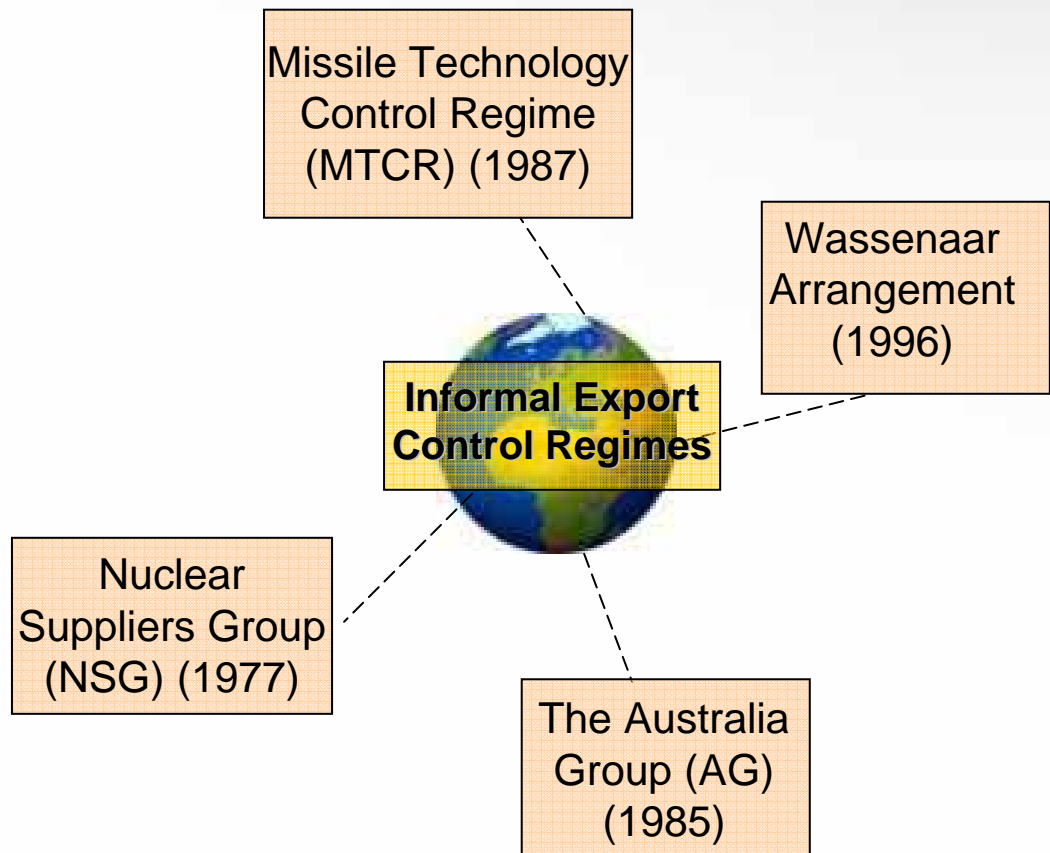 Missile Technology
Control Regime
(MTCR) (1987)
Wassenaar
Arrangement
(1996)
Informal Export
Control Regimes
Nuclear
Suppliers Group
(NSG) (1977)
The Australia
Group (AG)
(1985)